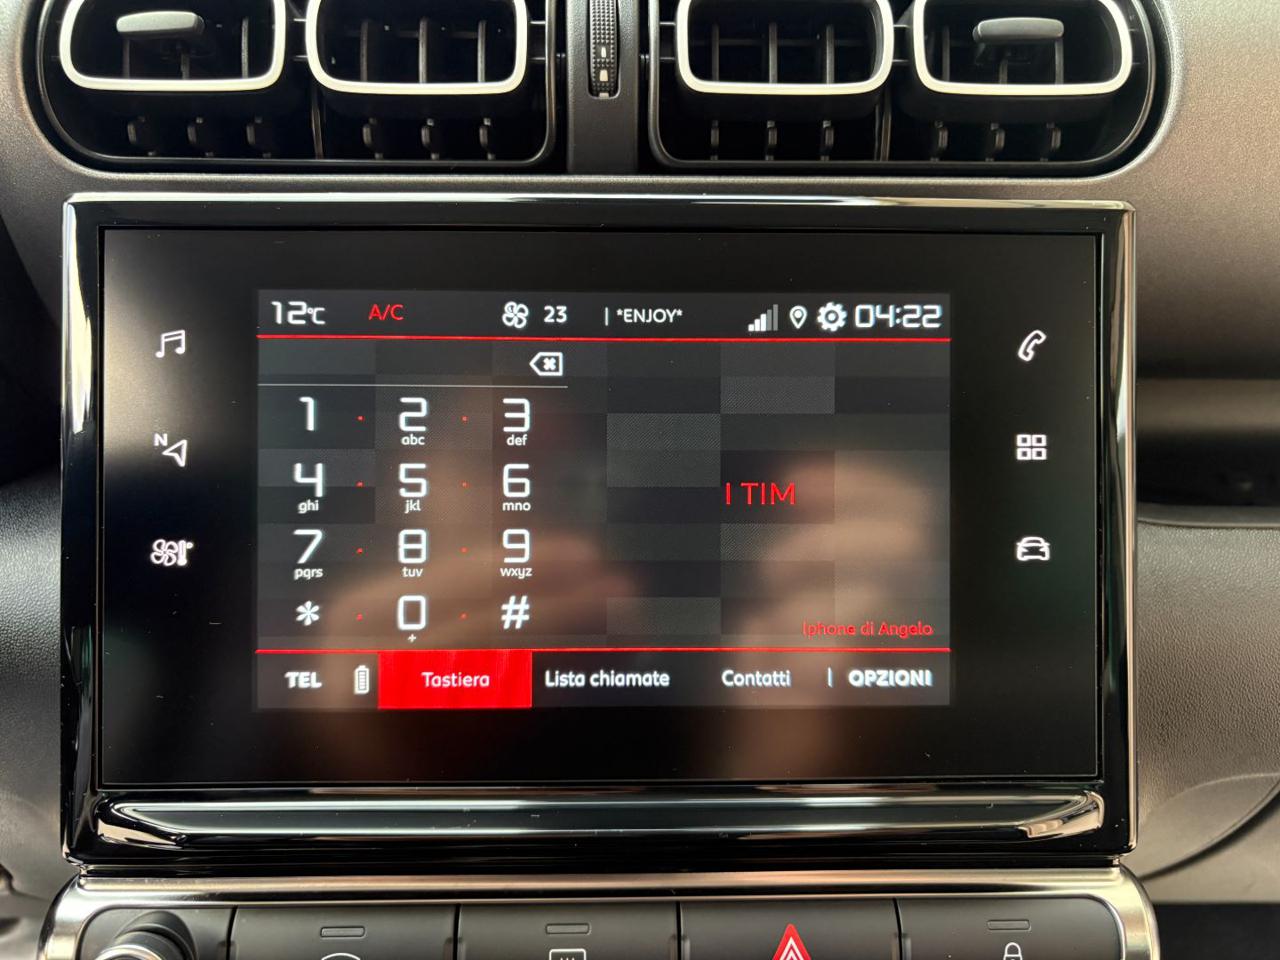 12°C A/C 23 | *ENJOY* 04:22
N
1 2 abc 3 def
4 ghi 5 jkl 6 mno
7 pqrs 8 tuv 9 wxyz
* 0 + #
I TIM
Iphone di Angelo
TEL Tastiera Lista chiamate Contatti | OPZIONI